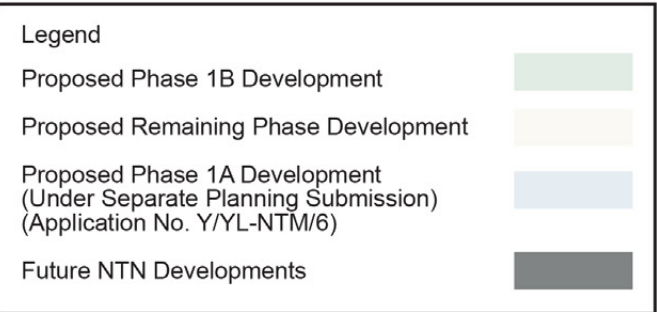 Legend
Proposed Phase 1B Development
Proposed Remaining Phase Development
Proposed Phase 1A Development
(Under Separate Planning Submission)
(Application No. Y/YL-NTM/6)
Future NTN Developments